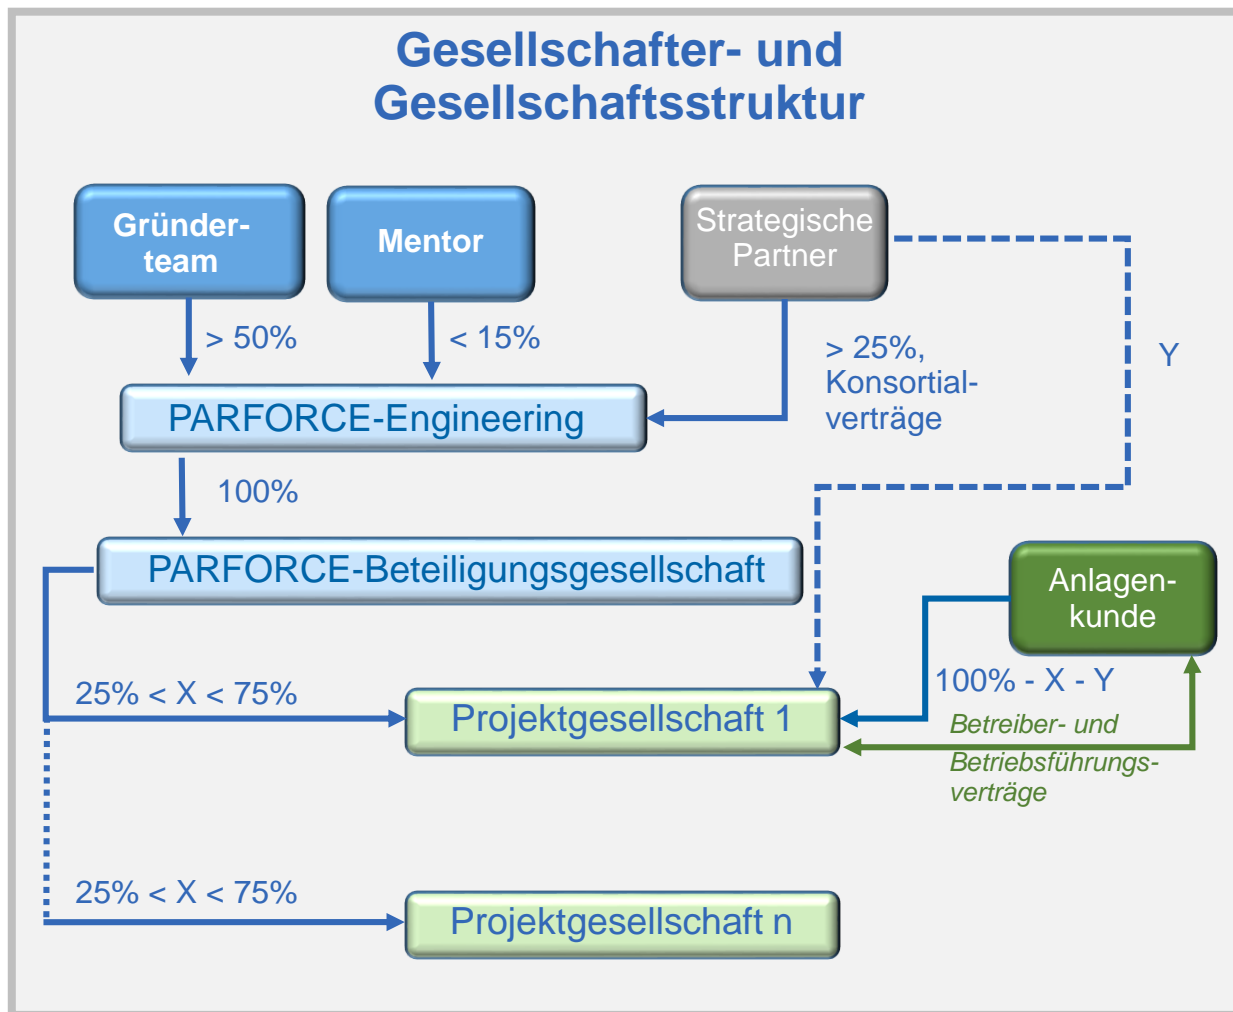 Gesellschafter- und
Gesellschaftsstruktur
Gründer-
team
Mentor
Strategische
Partner
> 50%
< 15%
> 25%,
Konsortial-
verträge
Y
PARFORCE-Engineering
100%
PARFORCE-Beteiligungsgesellschaft
Anlagen-
kunde
25% < X < 75%
Projektgesellschaft 1
100% - X - Y
Betreiber- und
Betriebsführungs-
verträge
25% < X < 75%
Projektgesellschaft n